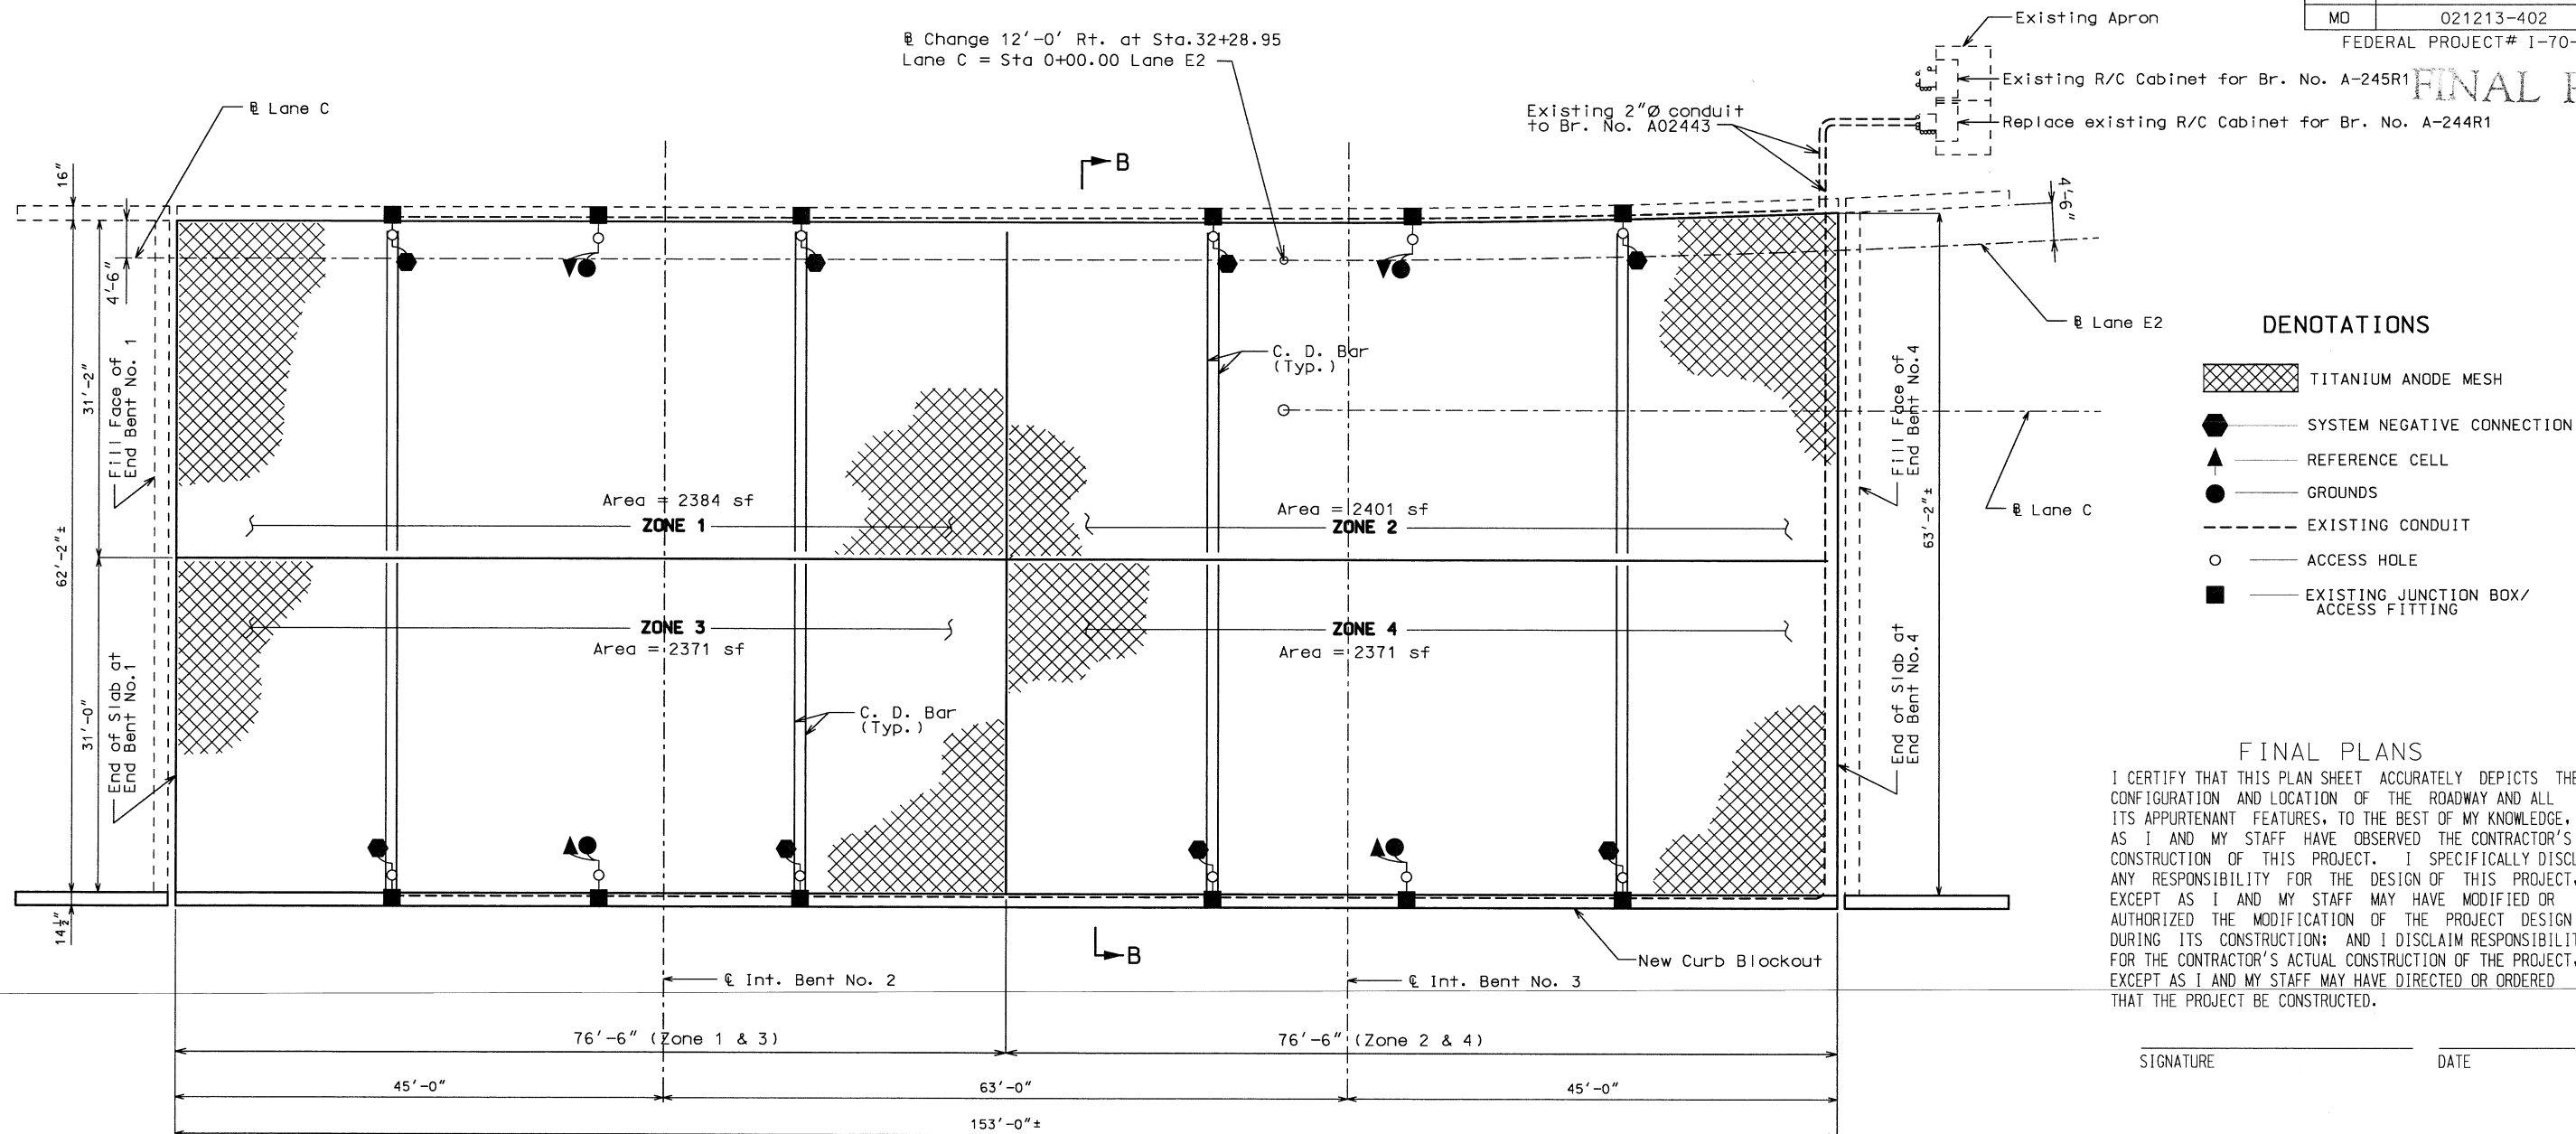 MO 021213-402
FEDERAL PROJECT# I-70-
FINAL
Existing Apron
Existing R/C Cabinet for Br. No. A-245R1
Replace existing R/C Cabinet for Br. No. A-244R1
Existing 2"Ø conduit
to Br. No. A02443
℄ Change 12'-0' Rt. at Sta.32+28.95
Lane C = Sta 0+00.00 Lane E2
℄ Lane C
B
16"
4'-6"
31'-2"
62'-2"±
31'-0"
14½"
Fill Face of
End Bent No. 1
End of Slab at
End Bent No.1
Area = 2384 sf
ZONE 1
Area = 2401 sf
ZONE 2
ZONE 3
Area = 2371 sf
ZONE 4
Area = 2371 sf
C. D. Bar
(Typ.)
C. D. Bar
(Typ.)
4'-6"
℄ Lane E2
℄ Lane C
Fill Face of
End Bent No.4
63'-2"±
End of Slab at
End Bent No.4
B
New Curb Blockout
℄ Int. Bent No. 2
℄ Int. Bent No. 3
76'-6" (Zone 1 & 3)
76'-6" (Zone 2 & 4)
45'-0"
63'-0"
45'-0"
153'-0"±
DENOTATIONS
TITANIUM ANODE MESH
SYSTEM NEGATIVE CONNECTION
REFERENCE CELL
GROUNDS
EXISTING CONDUIT
ACCESS HOLE
EXISTING JUNCTION BOX/
ACCESS FITTING
FINAL PLANS
I CERTIFY THAT THIS PLAN SHEET ACCURATELY DEPICTS THE
CONFIGURATION AND LOCATION OF THE ROADWAY AND ALL
ITS APPURTENANT FEATURES, TO THE BEST OF MY KNOWLEDGE,
AS I AND MY STAFF HAVE OBSERVED THE CONTRACTOR'S
CONSTRUCTION OF THIS PROJECT. I SPECIFICALLY DISCL
ANY RESPONSIBILITY FOR THE DESIGN OF THIS PROJECT,
EXCEPT AS I AND MY STAFF MAY HAVE MODIFIED OR
AUTHORIZED THE MODIFICATION OF THE PROJECT DESIGN
DURING ITS CONSTRUCTION; AND I DISCLAIM RESPONSIBILIT
FOR THE CONTRACTOR'S ACTUAL CONSTRUCTION OF THE PROJECT,
EXCEPT AS I AND MY STAFF MAY HAVE DIRECTED OR ORDERED
THAT THE PROJECT BE CONSTRUCTED.
SIGNATURE DATE